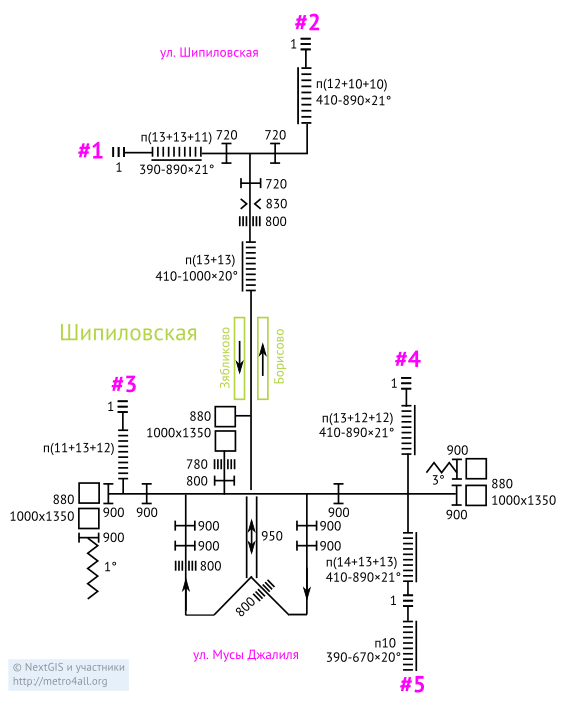 #2
1
ул. Шипиловская
п(12+10+10)
410-890×21°
п(13+13+11)
720
720
#1
1
390-890×21°
720
830
800
п(13+13)
410-1000×20°
Шипиловская
Зябликово
Борисово
#3
1
#4
1
880
1000x1350
п(13+12+12)
410-890×21°
п(11+13+12)
780
800
900
3°
880
1000x1350
880
1000x1350
900
900
900
900
900
1°
900
900
800
950
900
900
800
п(14+13+13)
410-890×21°
1
п10
390-670×20°
#5
ул. Мусы Джалиля
© NextGIS и участники
http://metro4all.org